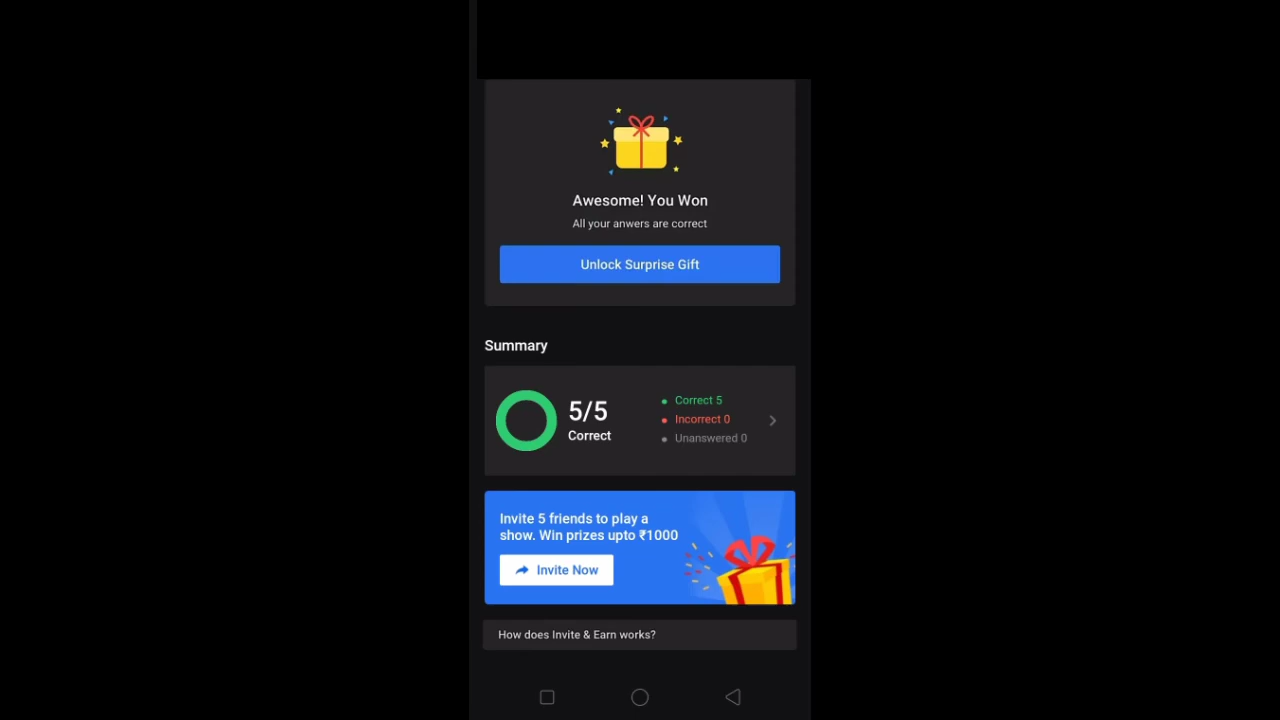 Awesome! You Won
All your anwers are correct
Unlock Surprise Gift
Summary
5/5
Correct
Correct 5
Incorrect 0
Unanswered 0
Invite 5 friends to play a
show. Win prizes upto ₹1000
Invite Now
How does Invite & Earn works?